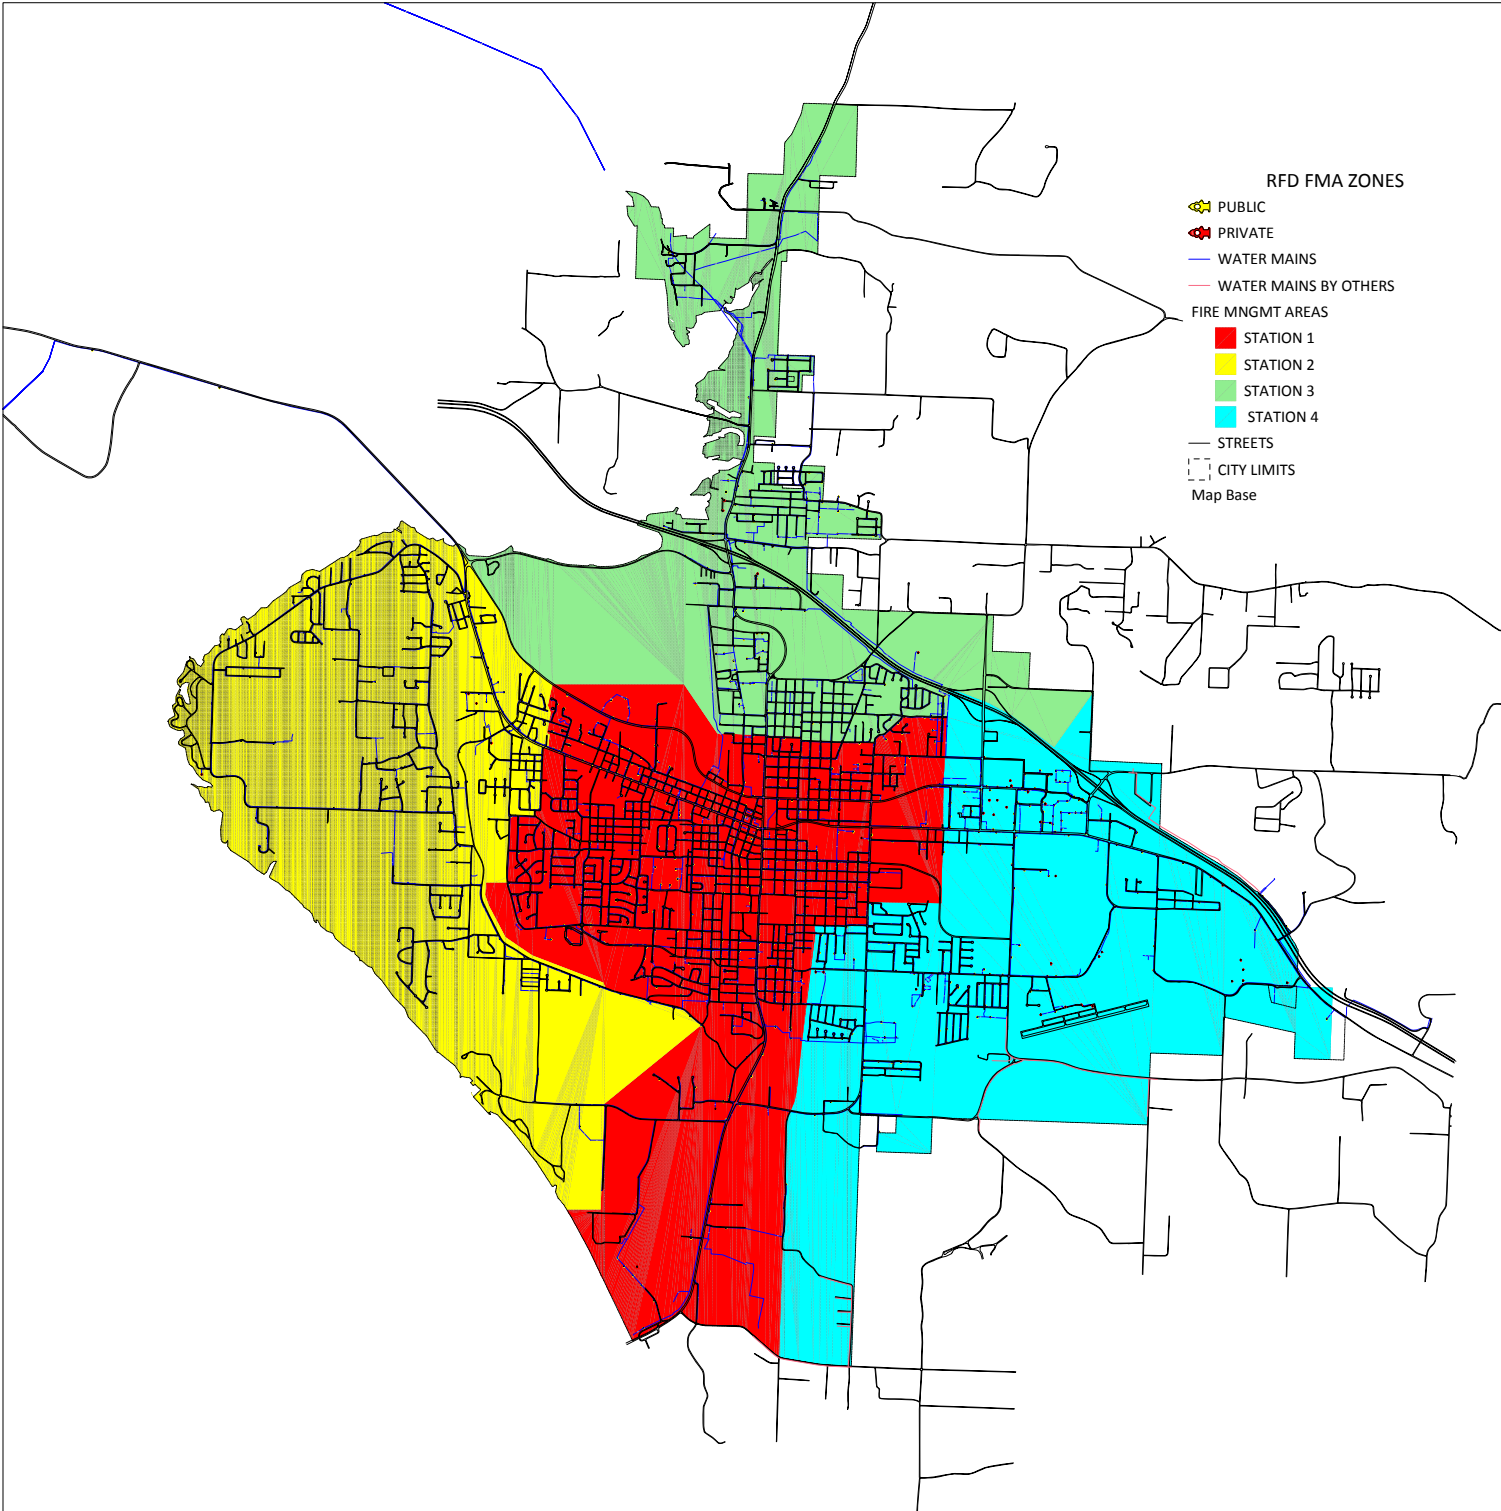 RFD FMA ZONES
PUBLIC
PRIVATE
WATER MAINS
WATER MAINS BY OTHERS
FIRE MNGMT AREAS
STATION 1
STATION 2
STATION 3
STATION 4
STREETS
CITY LIMITS
Map Base